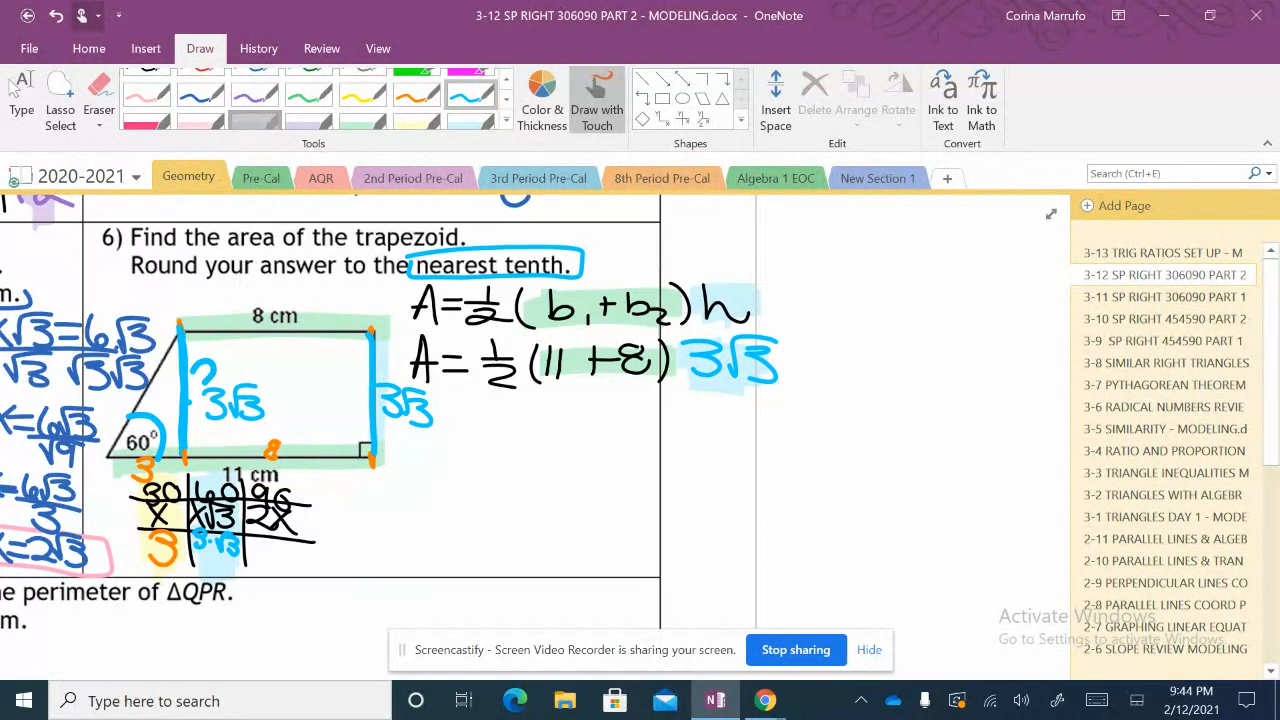 3-12 SP RIGHT 306090 PART 2 - MODELING.docx - OneNote
Corina Marrufo
File Home Insert Draw History Review View
Type
Lasso Select
Eraser
Color & Thickness
Draw with Touch
Insert Space
Delete Arrange Rotate
Ink to Text
Ink to Math
Tools
Shapes
Edit
Convert
2020-2021
Geometry Pre-Cal AQR 2nd Period Pre-Cal 3rd Period Pre-Cal 8th Period Pre-Cal Algebra 1 EOC New Section 1
Search (Ctrl+E)
Add Page
3-13 TRIG RATIOS SET UP - M
3-12 SP RIGHT 306090 PART 2
3-11 SP RIGHT 306090 PART 1
3-10 SP RIGHT 454590 PART 2
3-9 SP RIGHT 454590 PART 1
3-8 SIMILAR RIGHT TRIANGLES
3-7 PYTHAGOREAN THEOREM
3-6 RADICAL NUMBERS REVIE
3-5 SIMILARITY - MODELING.d
3-4 RATIO AND PROPORTION
3-3 TRIANGLE INEQUALITIES M
3-2 TRIANGLES WITH ALGEBR
3-1 TRIANGLES DAY 1 - MODE
2-11 PARALLEL LINES & ALGEB
2-10 PARALLEL LINES & TRAN
2-9 PERPENDICULAR LINES CO
2-8 PARALLEL LINES COORD P
2-7 GRAPHING LINEAR EQUAT
2-6 SLOPE REVIEW MODELING
6) Find the area of the trapezoid.
Round your answer to the nearest tenth.
m.)
x√3=6√3
√3 √3√3
x=6√3
√9
x=6√3
3
x=2√3
8 cm
?
3√3
3√3
60°
3
8
11 cm
30 60 90
x x√3 2x
3 3·√3
A=1/2(b₁+b₂)h
A=1/2(11+8)3√3
he perimeter of ΔQPR.
m.
Activate Windows
Go to Settings to activate Windows.
Screencastify - Screen Video Recorder is sharing your screen.
Stop sharing
Hide
Type here to search
9:44 PM
2/12/2021